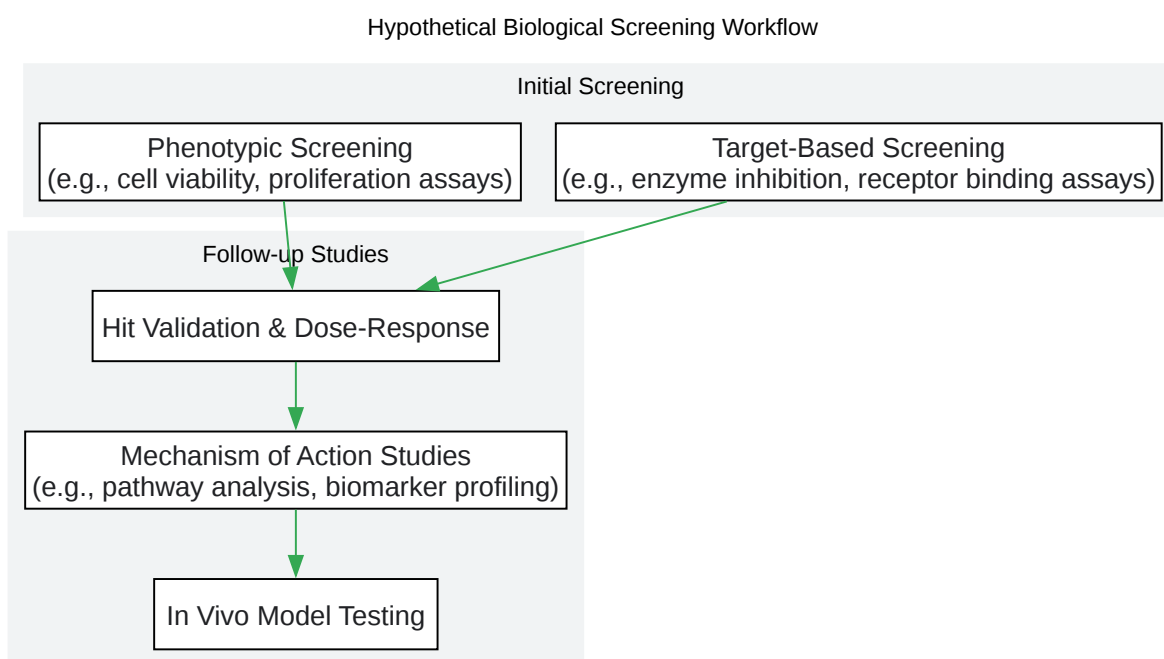 Hypothetical Biological Screening Workflow
Initial Screening
Phenotypic Screening
(e.g., cell viability, proliferation assays)
Target-Based Screening
(e.g., enzyme inhibition, receptor binding assays)
Follow-up Studies
Hit Validation & Dose-Response
Mechanism of Action Studies
(e.g., pathway analysis, biomarker profiling)
In Vivo Model Testing